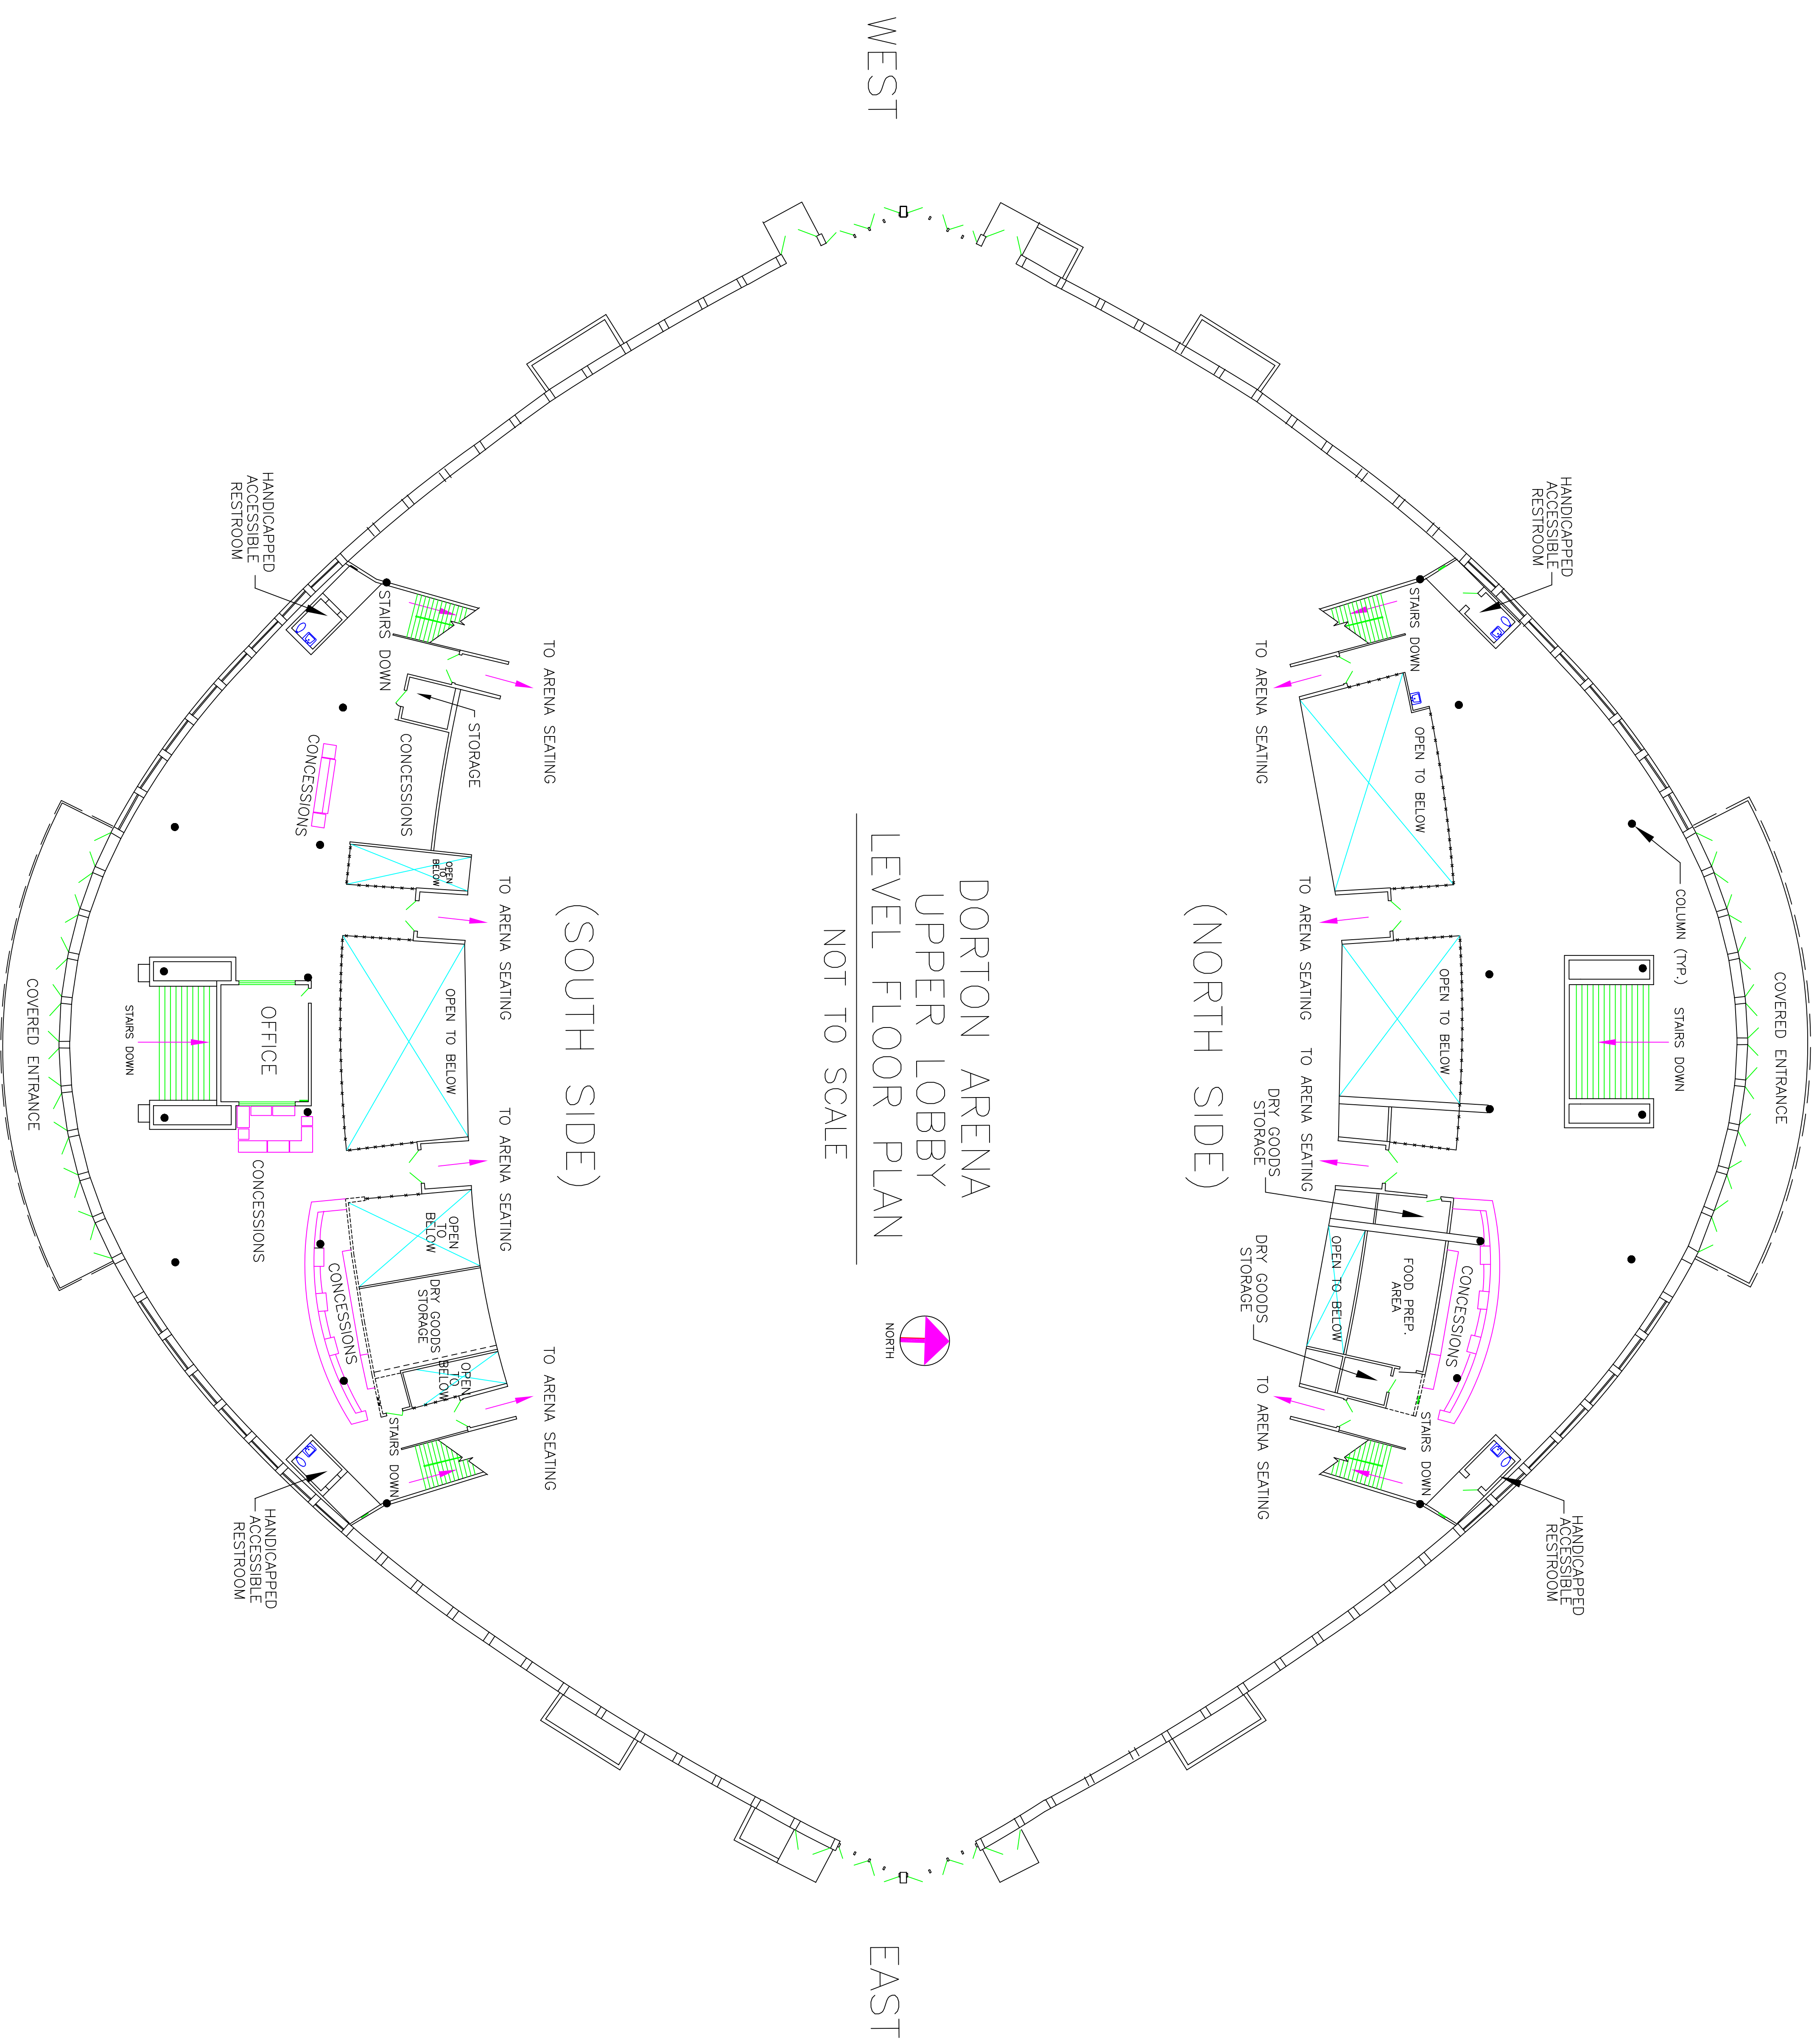 WEST
EAST
DORTON ARENA
UPPER LOBBY
LEVEL FLOOR PLAN
NOT TO SCALE
NORTH
(NORTH SIDE)
(SOUTH SIDE)
COVERED ENTRANCE
STAIRS DOWN
COLUMN (TYP.)
HANDICAPPED
ACCESSIBLE
RESTROOM
STAIRS DOWN
TO ARENA SEATING
OPEN TO BELOW
TO ARENA SEATING
OPEN TO BELOW
TO ARENA SEATING
DRY GOODS
STORAGE
CONCESSIONS
FOOD PREP.
AREA
OPEN TO BELOW
DRY GOODS
STORAGE
STAIRS DOWN
TO ARENA SEATING
HANDICAPPED
ACCESSIBLE
RESTROOM
TO ARENA SEATING
STORAGE
CONCESSIONS
CONCESSIONS
STAIRS DOWN
HANDICAPPED
ACCESSIBLE
RESTROOM
OPEN
TO
BELOW
TO ARENA SEATING
OPEN TO BELOW
OFFICE
STAIRS DOWN
CONCESSIONS
TO ARENA SEATING
OPEN
TO
BELOW
DRY GOODS
STORAGE
CONCESSIONS
OPEN
TO
BELOW
TO ARENA SEATING
STAIRS DOWN
HANDICAPPED
ACCESSIBLE
RESTROOM
COVERED ENTRANCE